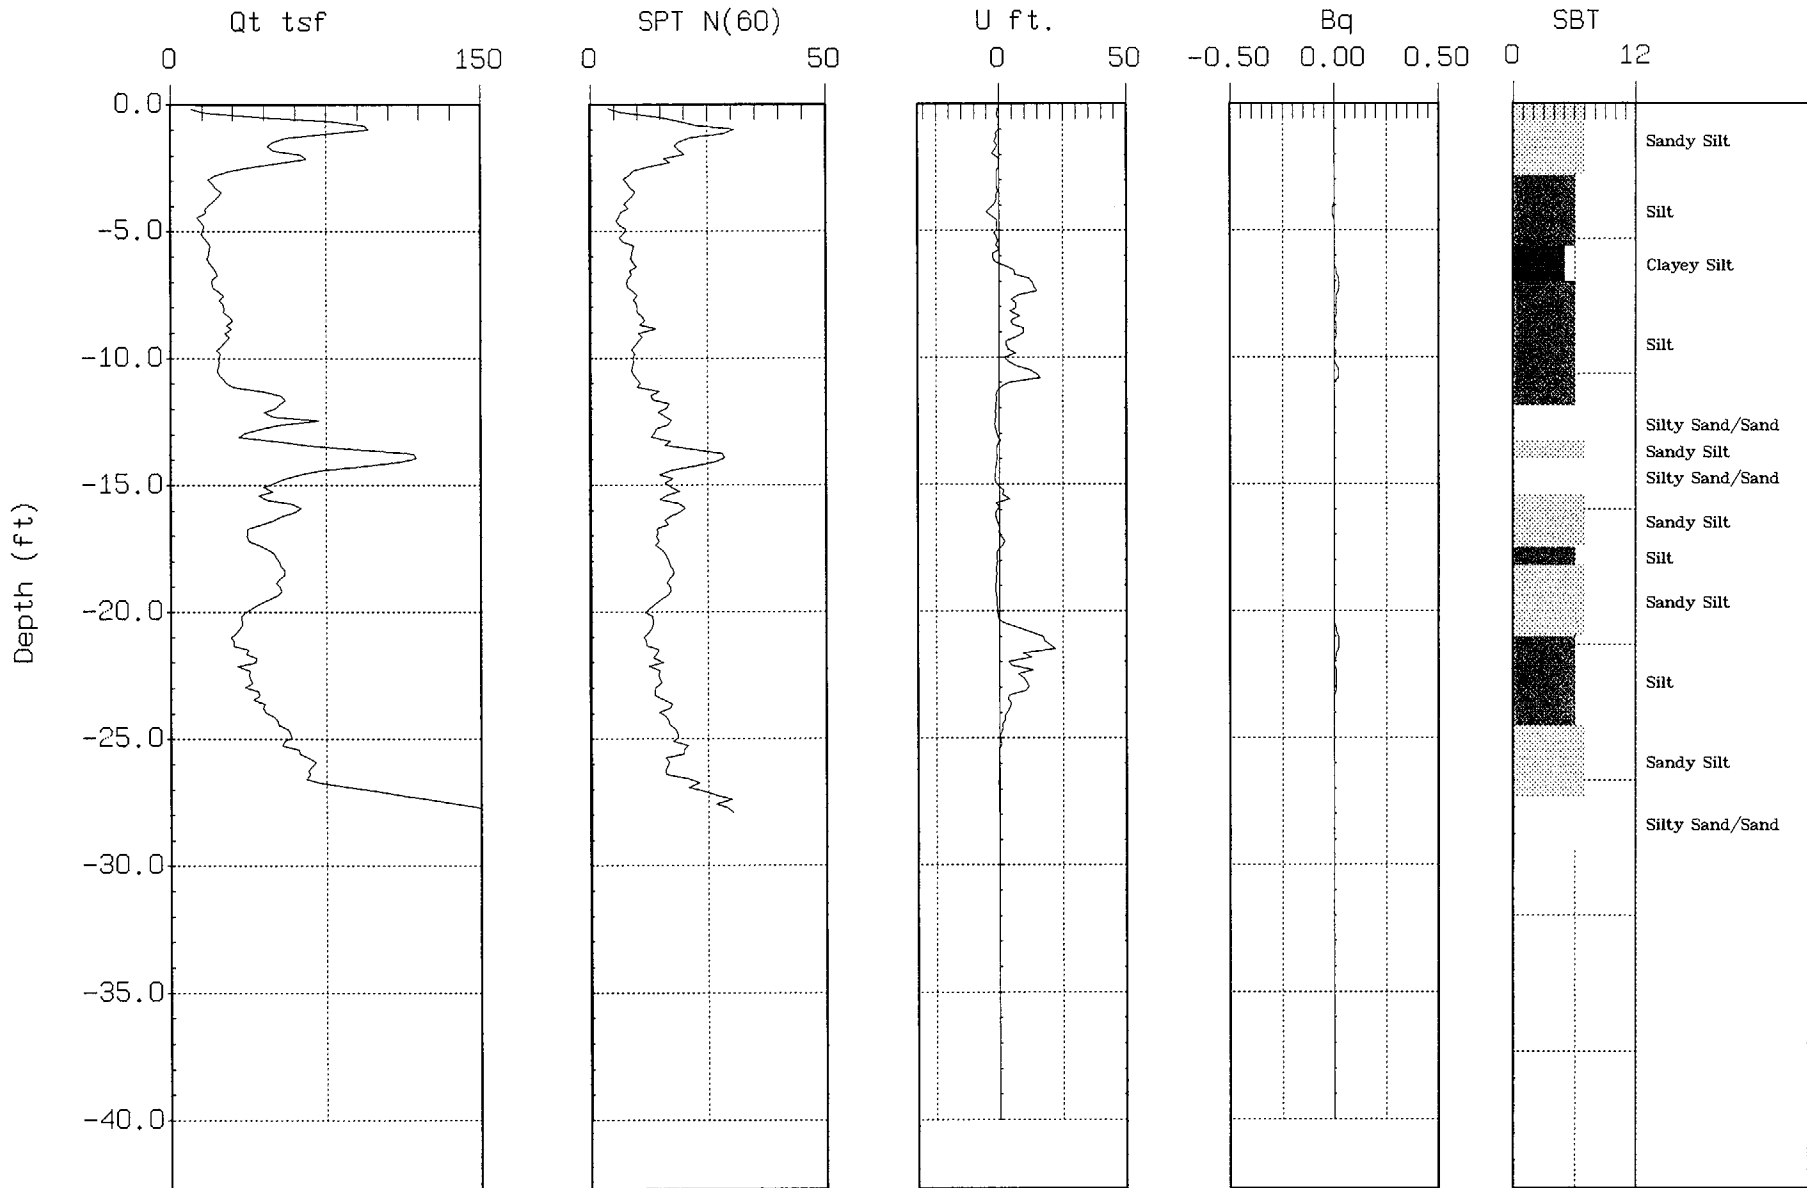 Qt tsf
SPT N(60)
U ft.
Bq
SBT
0 150
0 50
0 50
-0.50 0.00 0.50
0 12
Depth (ft)
0.0
-5.0
-10.0
-15.0
-20.0
-25.0
-30.0
-35.0
-40.0
Sandy Silt
Silt
Clayey Silt
Silt
Silty Sand/Sand
Sandy Silt
Silty Sand/Sand
Sandy Silt
Silt
Sandy Silt
Silt
Sandy Silt
Silty Sand/Sand